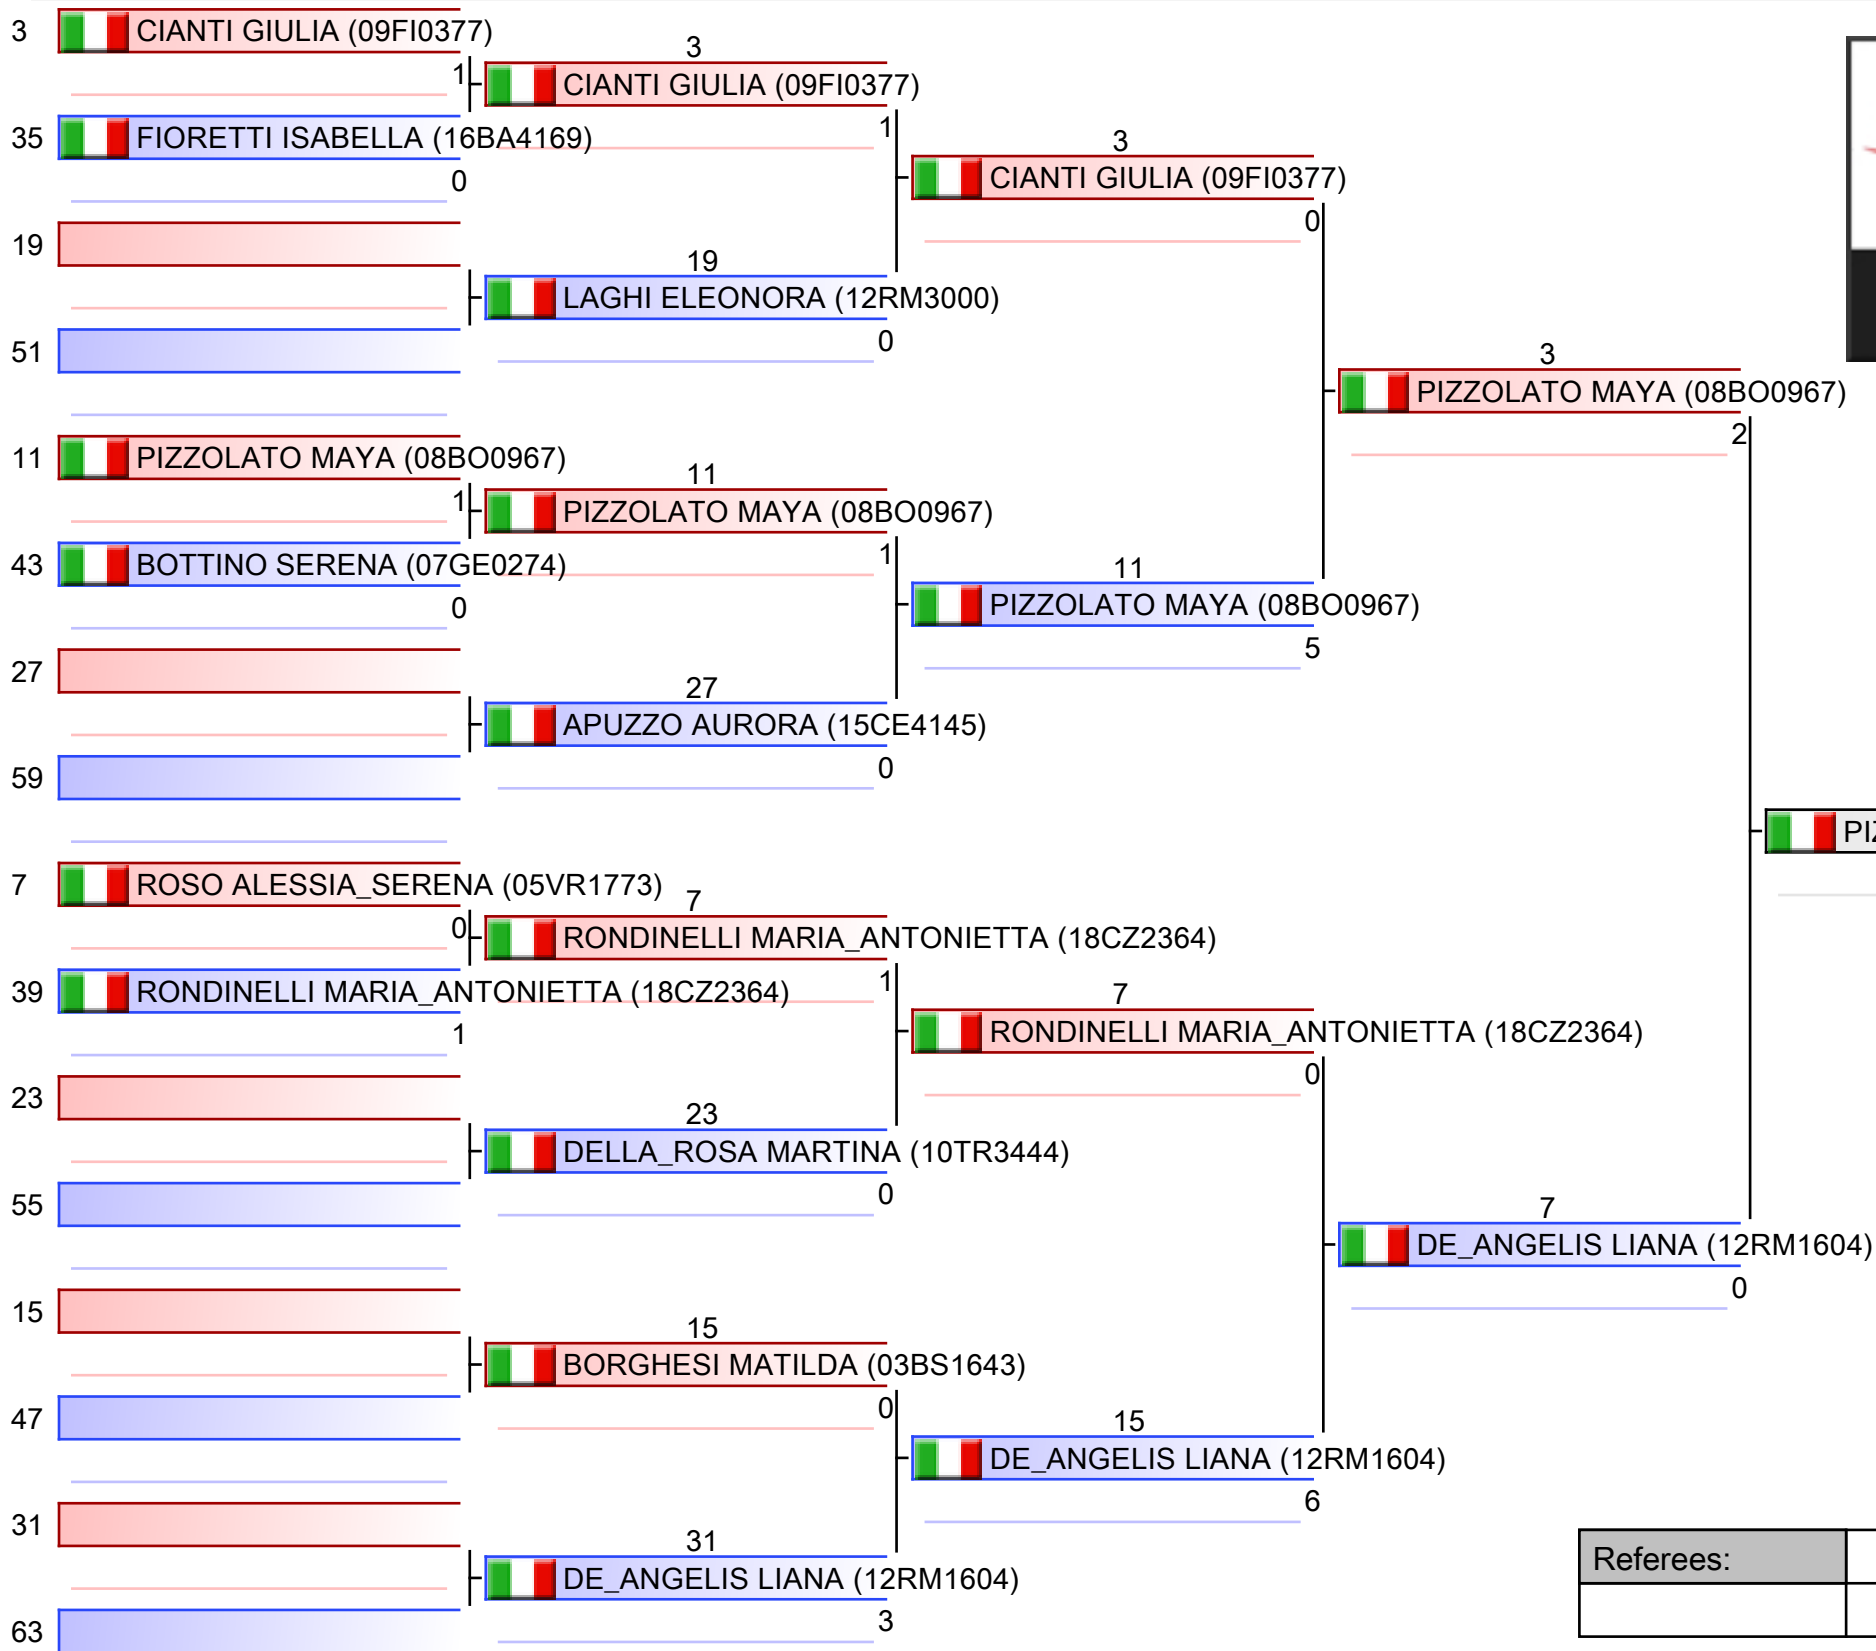 3 CIANTI GIULIA (09FI0377)
3
1 CIANTI GIULIA (09FI0377)
35 FIORETTI ISABELLA (16BA4169)
1
3
0
CIANTI GIULIA (09FI0377)
0
19
19
LAGHI ELEONORA (12RM3000)
0
51
3
PIZZOLATO MAYA (08BO0967)
2
11 PIZZOLATO MAYA (08BO0967)
11
1 PIZZOLATO MAYA (08BO0967)
43 BOTTINO SERENA (07GE0274)
1
11
0
PIZZOLATO MAYA (08BO0967)
5
27
27
APUZZO AURORA (15CE4145)
0
59
PIZ
7 ROSO ALESSIA_SERENA (05VR1773)
7
0 RONDINELLI MARIA_ANTONIETTA (18CZ2364)
39 RONDINELLI MARIA_ANTONIETTA (18CZ2364)
1
7
1
RONDINELLI MARIA_ANTONIETTA (18CZ2364)
0
23
23
DELLA_ROSA MARTINA (10TR3444)
0
55
7
DE_ANGELIS LIANA (12RM1604)
0
15
15
BORGHESI MATILDA (03BS1643)
0
47
15
DE_ANGELIS LIANA (12RM1604)
6
31
31
DE_ANGELIS LIANA (12RM1604)
3
63
Referees: